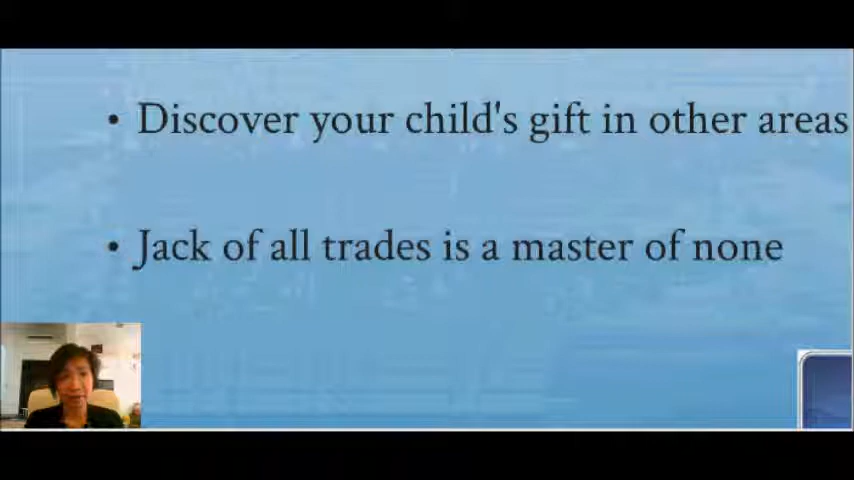 • Discover your child's gift in other areas
• Jack of all trades is a master of none